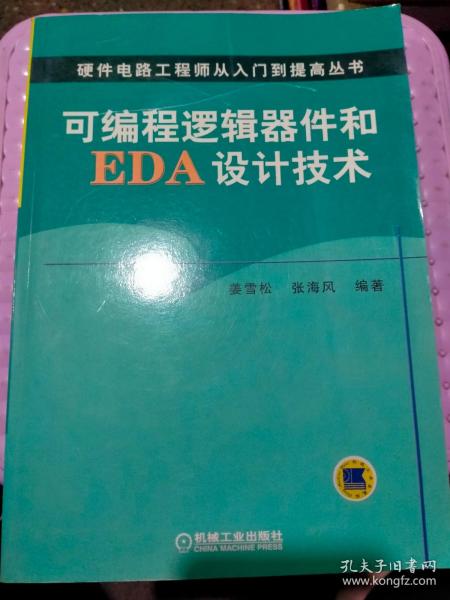 硬件电路工程师从入门到提高丛书
可编程逻辑器件和
EDA设计技术
姜雪松 张海风 编著
机械工业出版社
CHINA MACHINE PRESS
孔夫子旧书网
www.kongfz.com